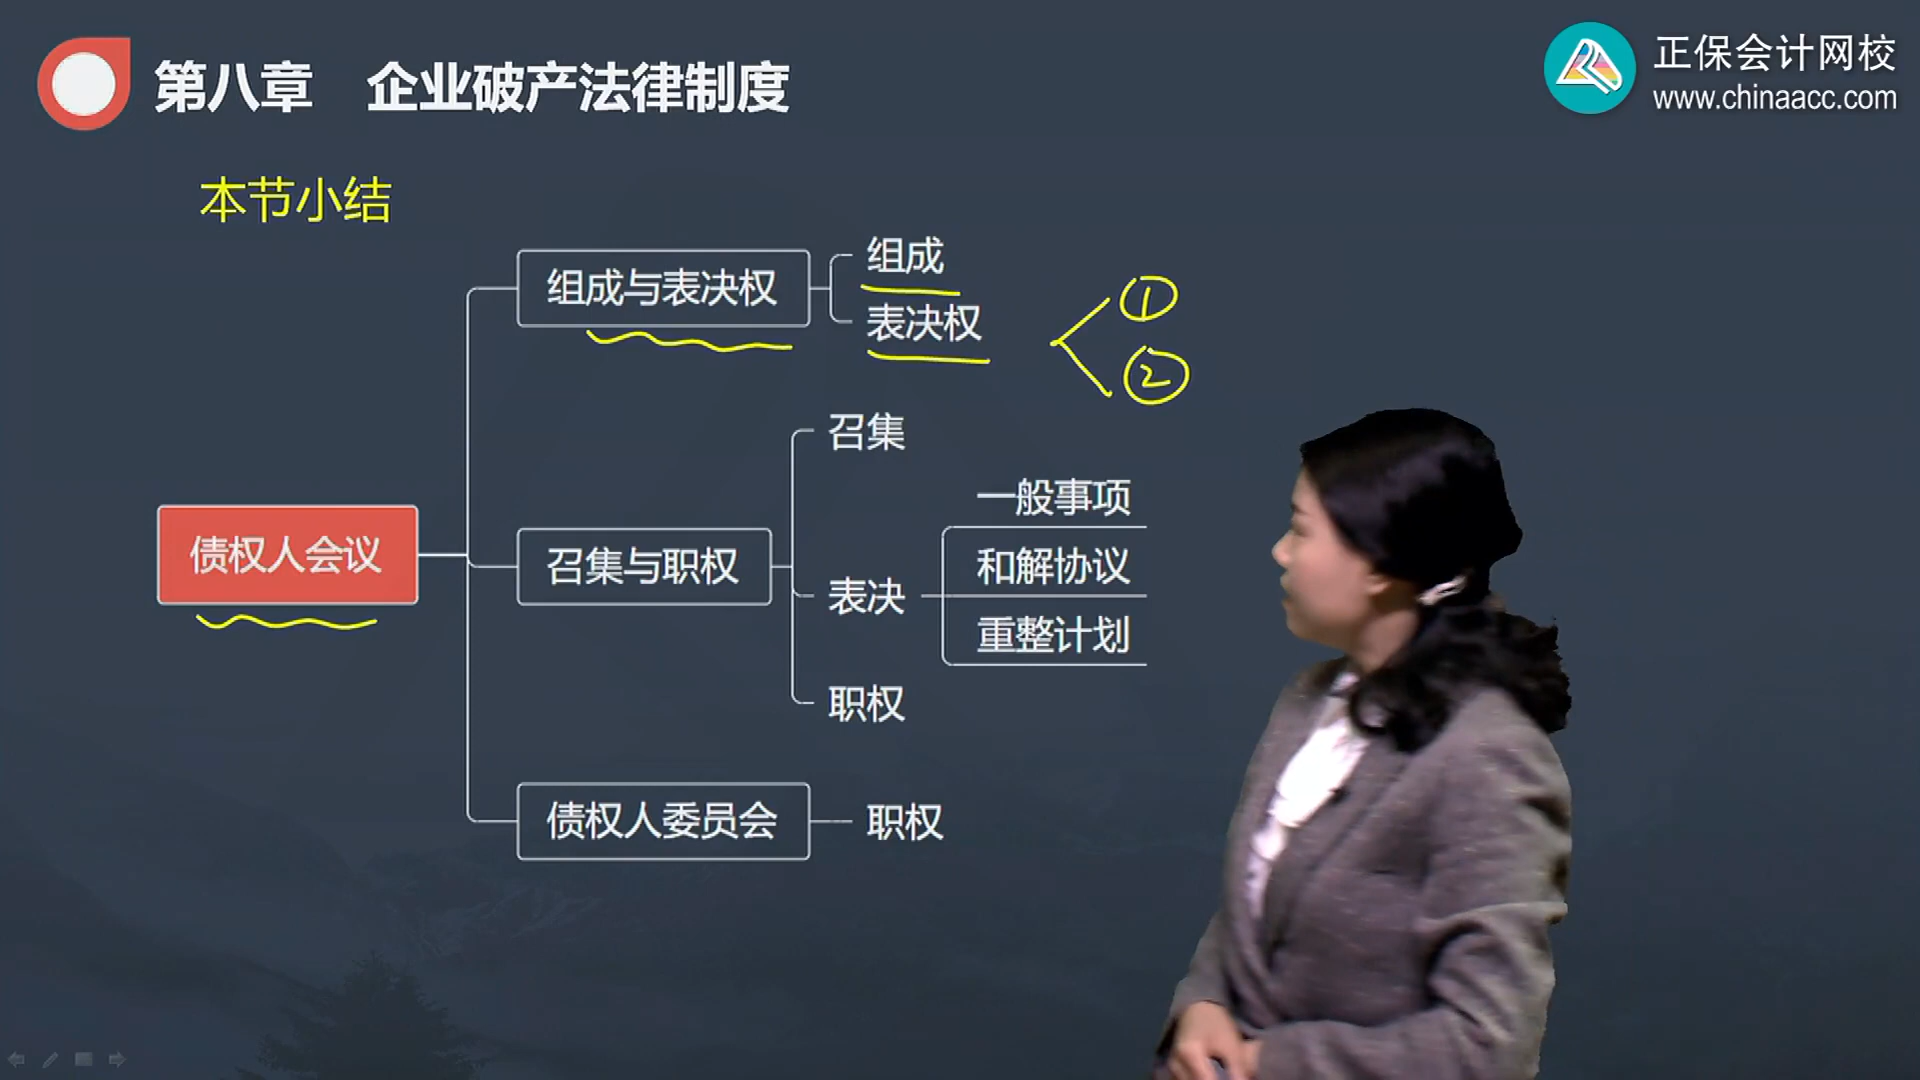 第八章 企业破产法律制度
正保会计网校
www.chinaacc.com
本节小结
债权人会议
组成与表决权
组成
表决权
①
②
召集与职权
召集
表决
一般事项
和解协议
重整计划
职权
债权人委员会
职权